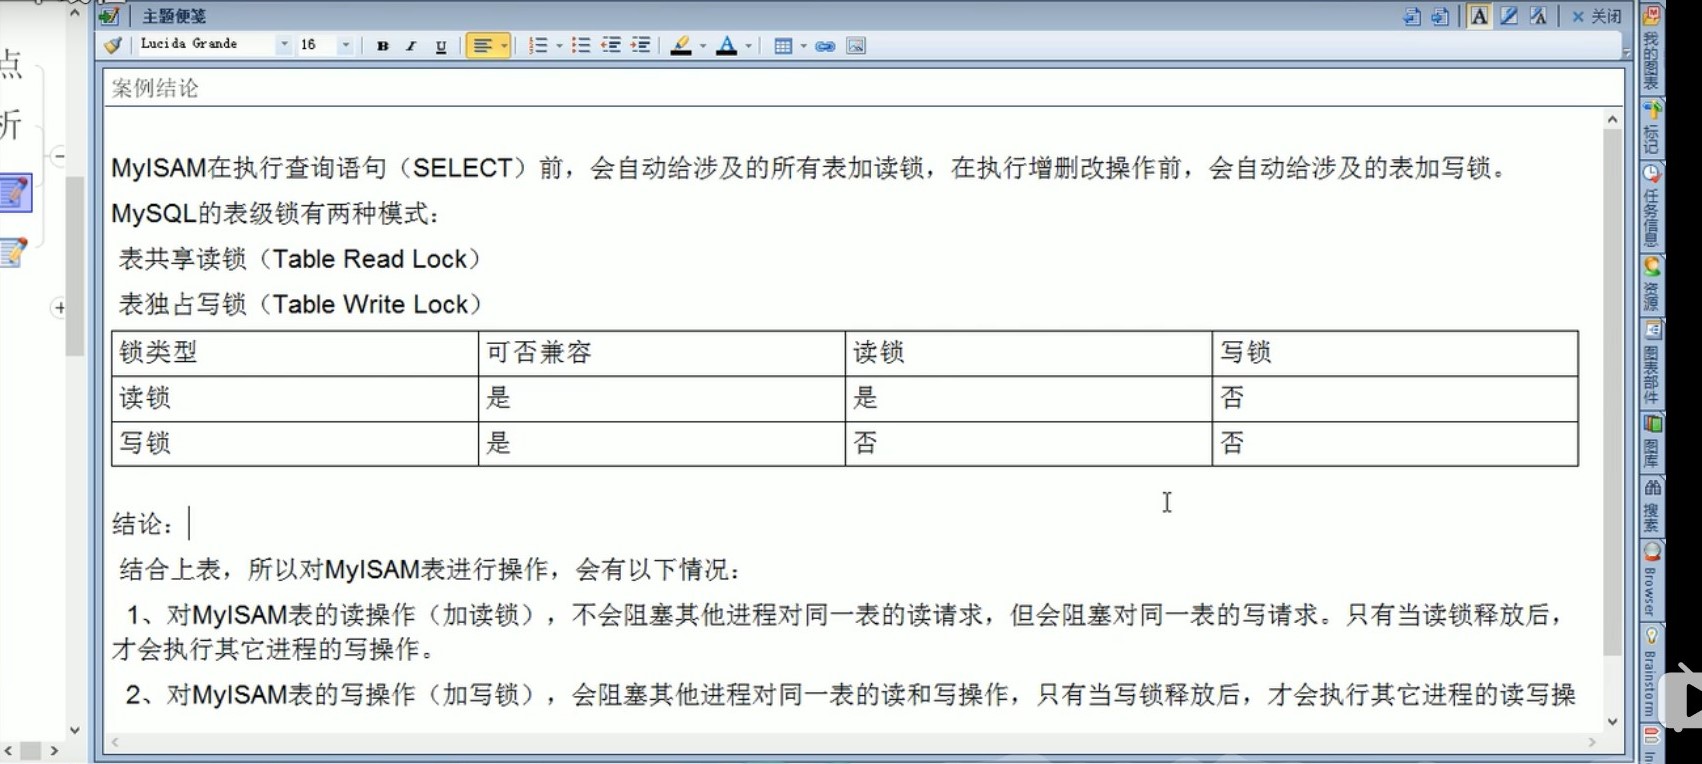 主题便笺
关闭
Lucida Grande
16
B I U
点
析
案例结论
MyISAM在执行查询语句（SELECT）前，会自动给涉及的所有表加读锁，在执行增删改操作前，会自动给涉及的表加写锁。
MySQL的表级锁有两种模式：
表共享读锁（Table Read Lock）
表独占写锁（Table Write Lock）
锁类型 可否兼容 读锁 写锁
读锁 是 是 否
写锁 是 否 否
结论：
结合上表，所以对MyISAM表进行操作，会有以下情况：
1、对MyISAM表的读操作（加读锁），不会阻塞其他进程对同一表的读请求，但会阻塞对同一表的写请求。只有当读锁释放后，
才会执行其它进程的写操作。
2、对MyISAM表的写操作（加写锁），会阻塞其他进程对同一表的读和写操作，只有当写锁释放后，才会执行其它进程的读写操
我的图表
标记
任务信息
资源
图表部件
图库
搜索
Browser
Brainstorm